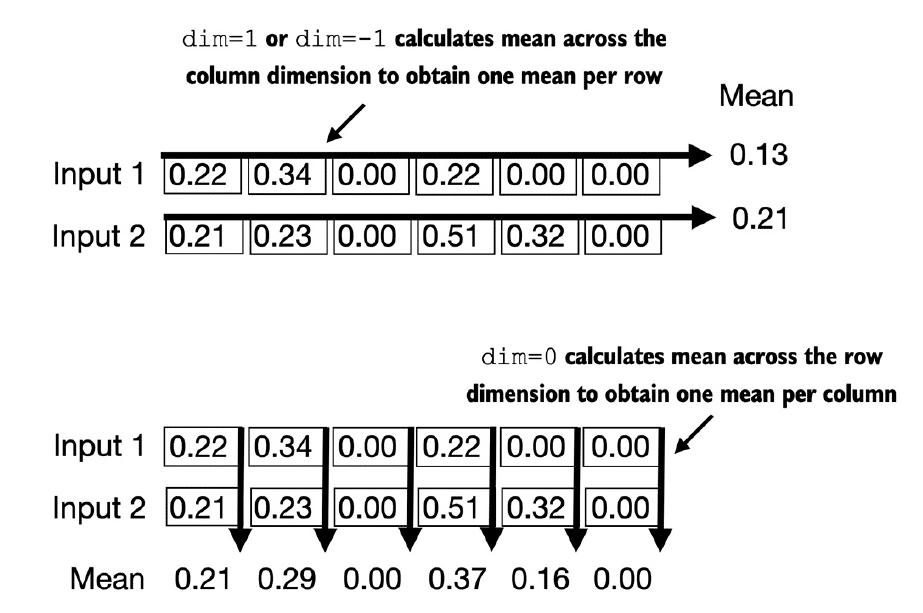 dim=1 or dim=-1 calculates mean across the
column dimension to obtain one mean per row
Mean
Input 1 0.22 0.34 0.00 0.22 0.00 0.00 0.13
Input 2 0.21 0.23 0.00 0.51 0.32 0.00 0.21
dim=0 calculates mean across the row
dimension to obtain one mean per column
Input 1 0.22 0.34 0.00 0.22 0.00 0.00
Input 2 0.21 0.23 0.00 0.51 0.32 0.00
Mean 0.21 0.29 0.00 0.37 0.16 0.00